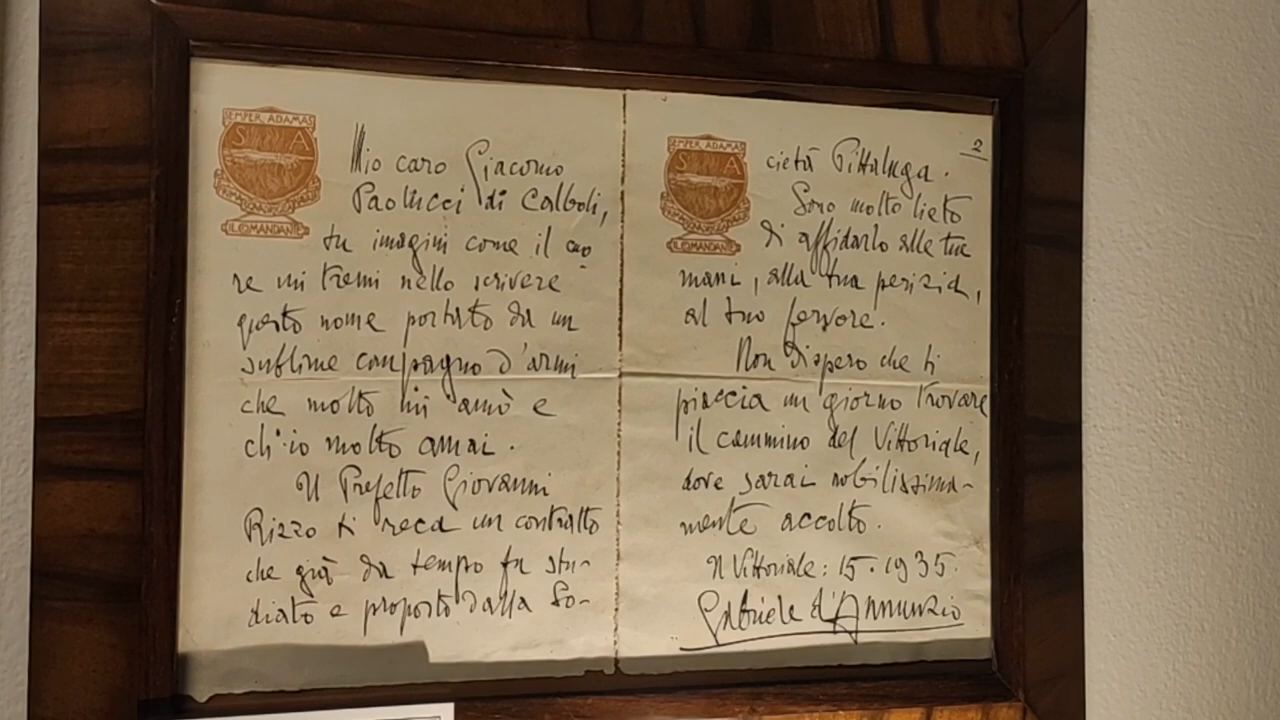 SEMPER ADAMAS
S A
IL COMANDANTE
Mio caro Giacomo
Paolucci di Calboli,
tu imagini come il cuo
re mi tremi nello scrivere
questo nome portato da un
sublime compagno d'armi
che molto mi amò e
ch'io molto amai.
Il Prefetto Giovanni
Rizzo ti reca un contratto
che già da tempo fu stu-
diato e proposto dalla So-
2
SEMPER ADAMAS
S A
IL COMANDANTE
cietà Pittaluga.
Sono molto lieto
di affidarlo alle tue
mani, alla tua perizia,
al tuo fervore.
Non dispero che ti
piaccia un giorno trovare
il cammino del Vittoriale,
dove sarai nobilissima-
mente accolto.
Il Vittoriale: 15.1935.
Gabriele d'Annunzio